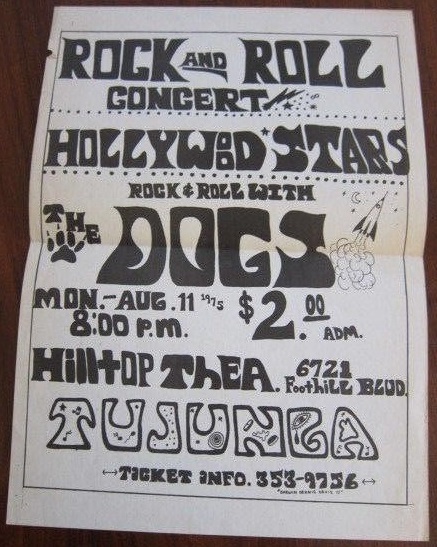 ROCK AND ROLL
CONCERT
HOLLYWOOD STARS
ROCK & ROLL WITH
THE DOGS
MON.-AUG.11 1975 $2.00 ADM.
8:00 P.M.
HillTOP THEA. 6721 FootHiLL BLVD.
TUJUNGA
TICKET iNFO. 353-9756